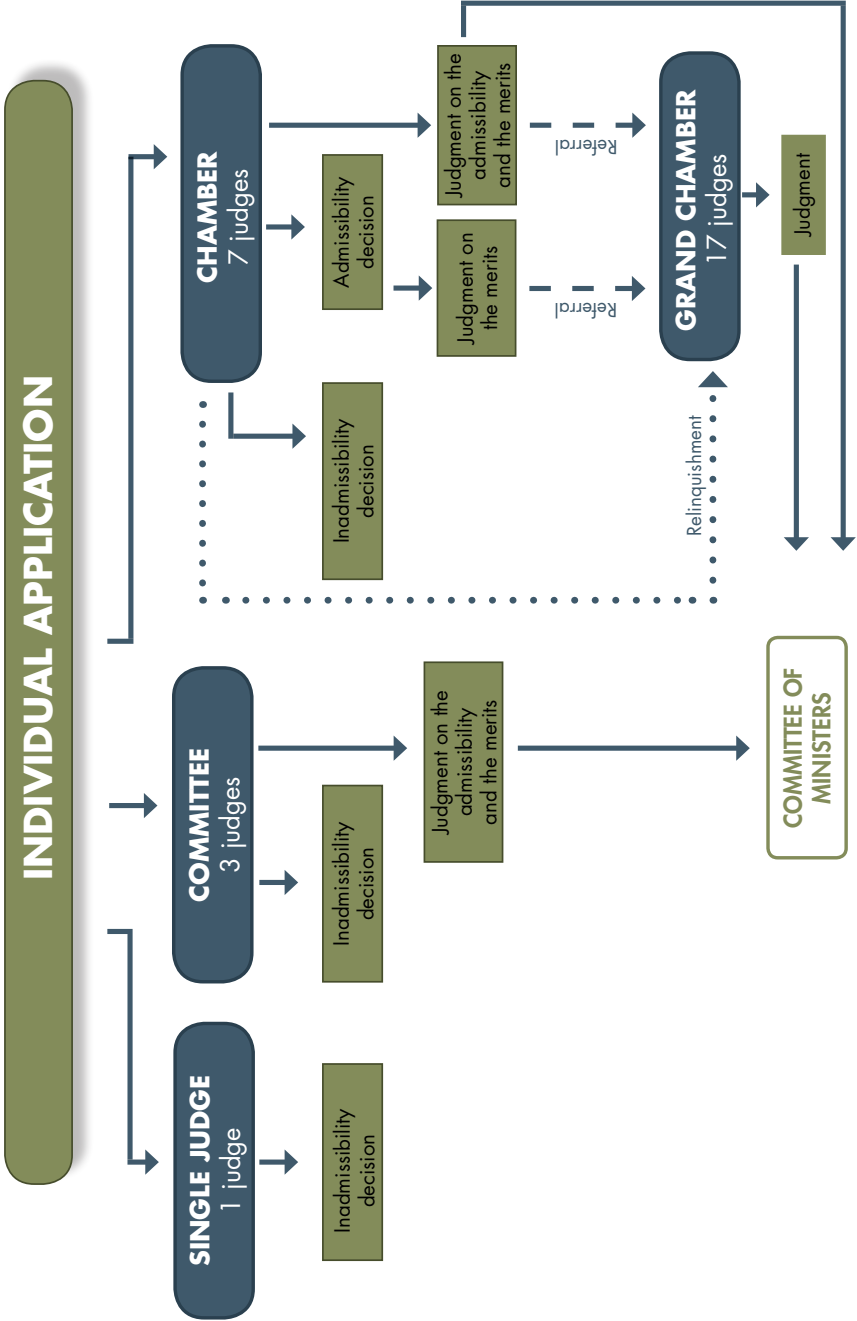 INDIVIDUAL APPLICATION
SINGLE JUDGE
1 judge
COMMITTEE
3 judges
CHAMBER
7 judges
Inadmissibility
decision
Inadmissibility
decision
Inadmissibility
decision
Admissibility
decision
Judgment on the
admissibility
and the merits
Judgment on
the merits
Judgment on the
admissibility
and the merits
Referral
Referral
Relinquishment
GRAND CHAMBER
17 judges
Judgment
COMMITTEE OF
MINISTERS